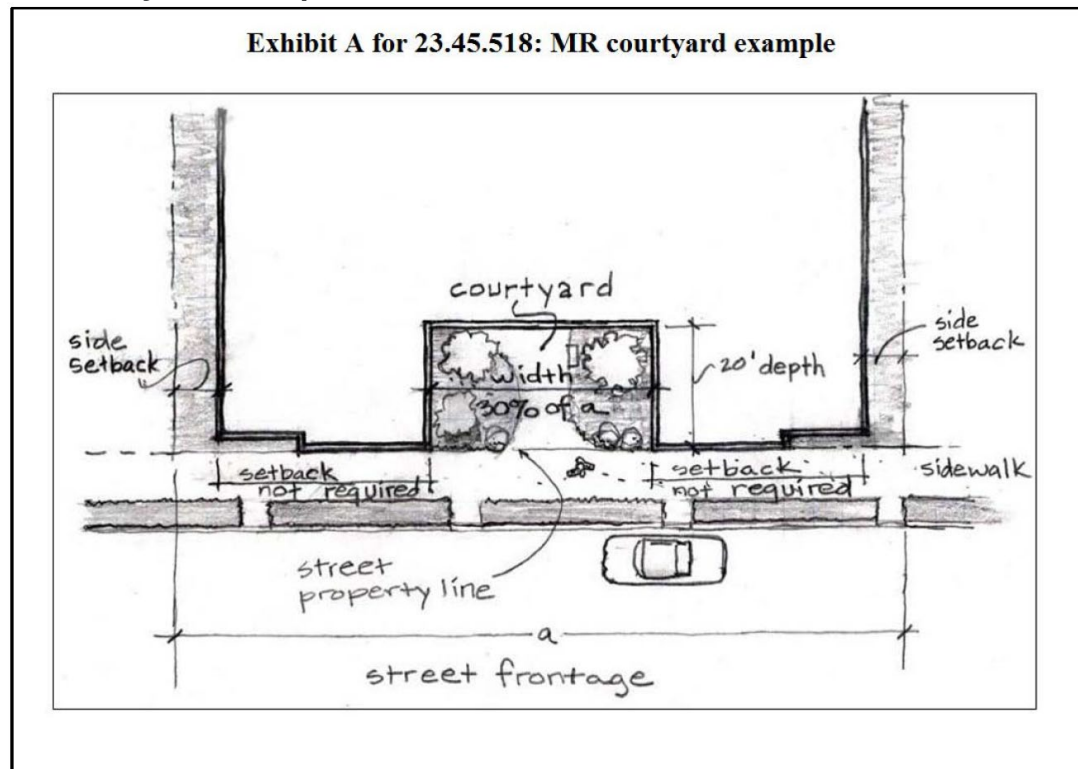 Exhibit A for 23.45.518: MR courtyard example
courtyard
side
setback
side
setback
20' depth
width
30% of a
setback
not required
setback
not required
sidewalk
street
property line
a
street frontage